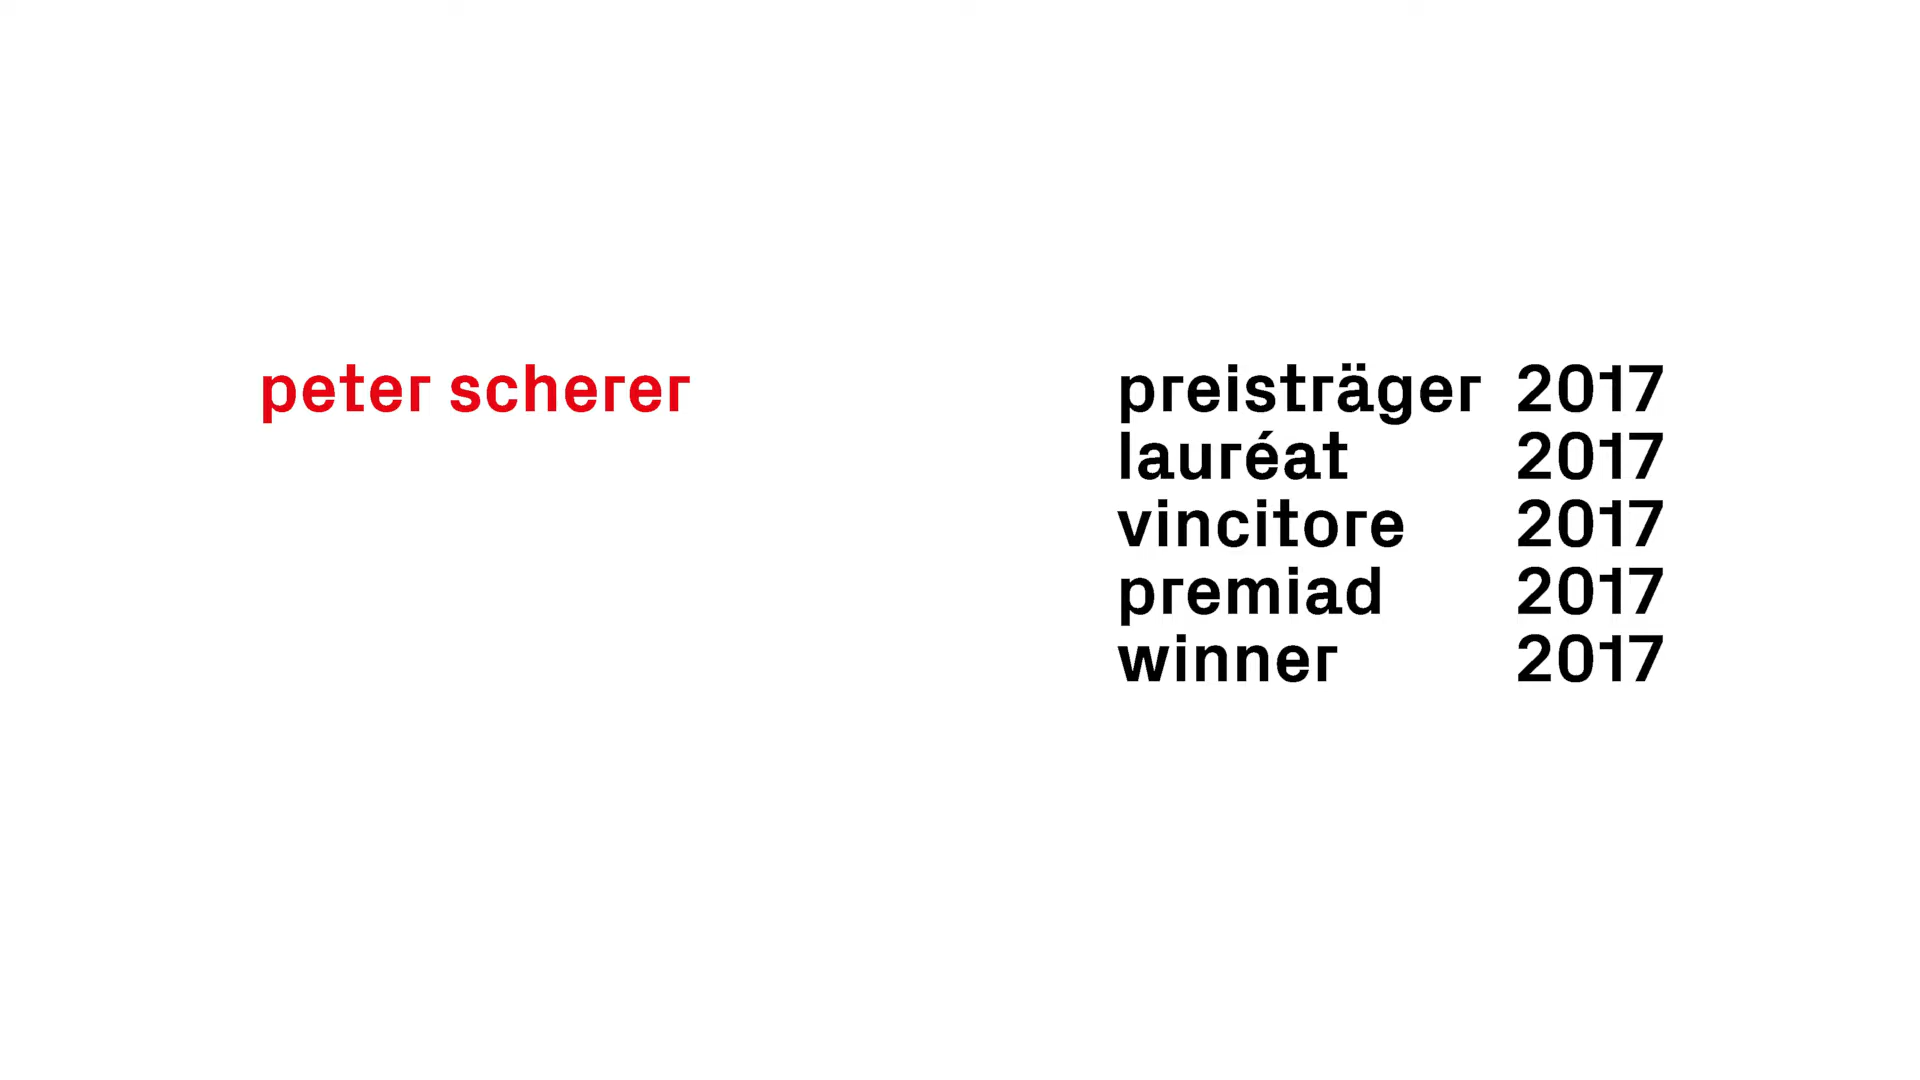 peter scherer
preisträger 2017
lauréat 2017
vincitore 2017
premiad 2017
winner 2017